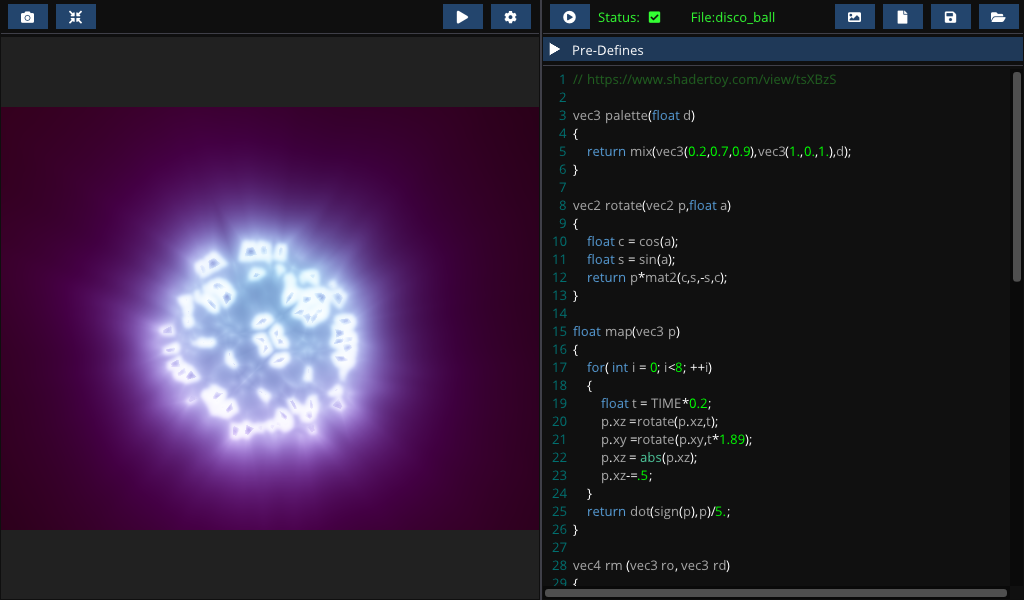 Status: File:disco_ball
Pre-Defines
1 // https://www.shadertoy.com/view/tsXBzS
2
3 vec3 palette(float d)
4 {
5 return mix(vec3(0.2,0.7,0.9),vec3(1.,0.,1.),d);
6 }
7
8 vec2 rotate(vec2 p,float a)
9 {
10 float c = cos(a);
11 float s = sin(a);
12 return p*mat2(c,s,-s,c);
13 }
14
15 float map(vec3 p)
16 {
17 for( int i = 0; i<8; ++i)
18 {
19 float t = TIME*0.2;
20 p.xz =rotate(p.xz,t);
21 p.xy =rotate(p.xy,t*1.89);
22 p.xz = abs(p.xz);
23 p.xz-=.5;
24 }
25 return dot(sign(p),p)/5.;
26 }
27
28 vec4 rm (vec3 ro, vec3 rd)
29 {